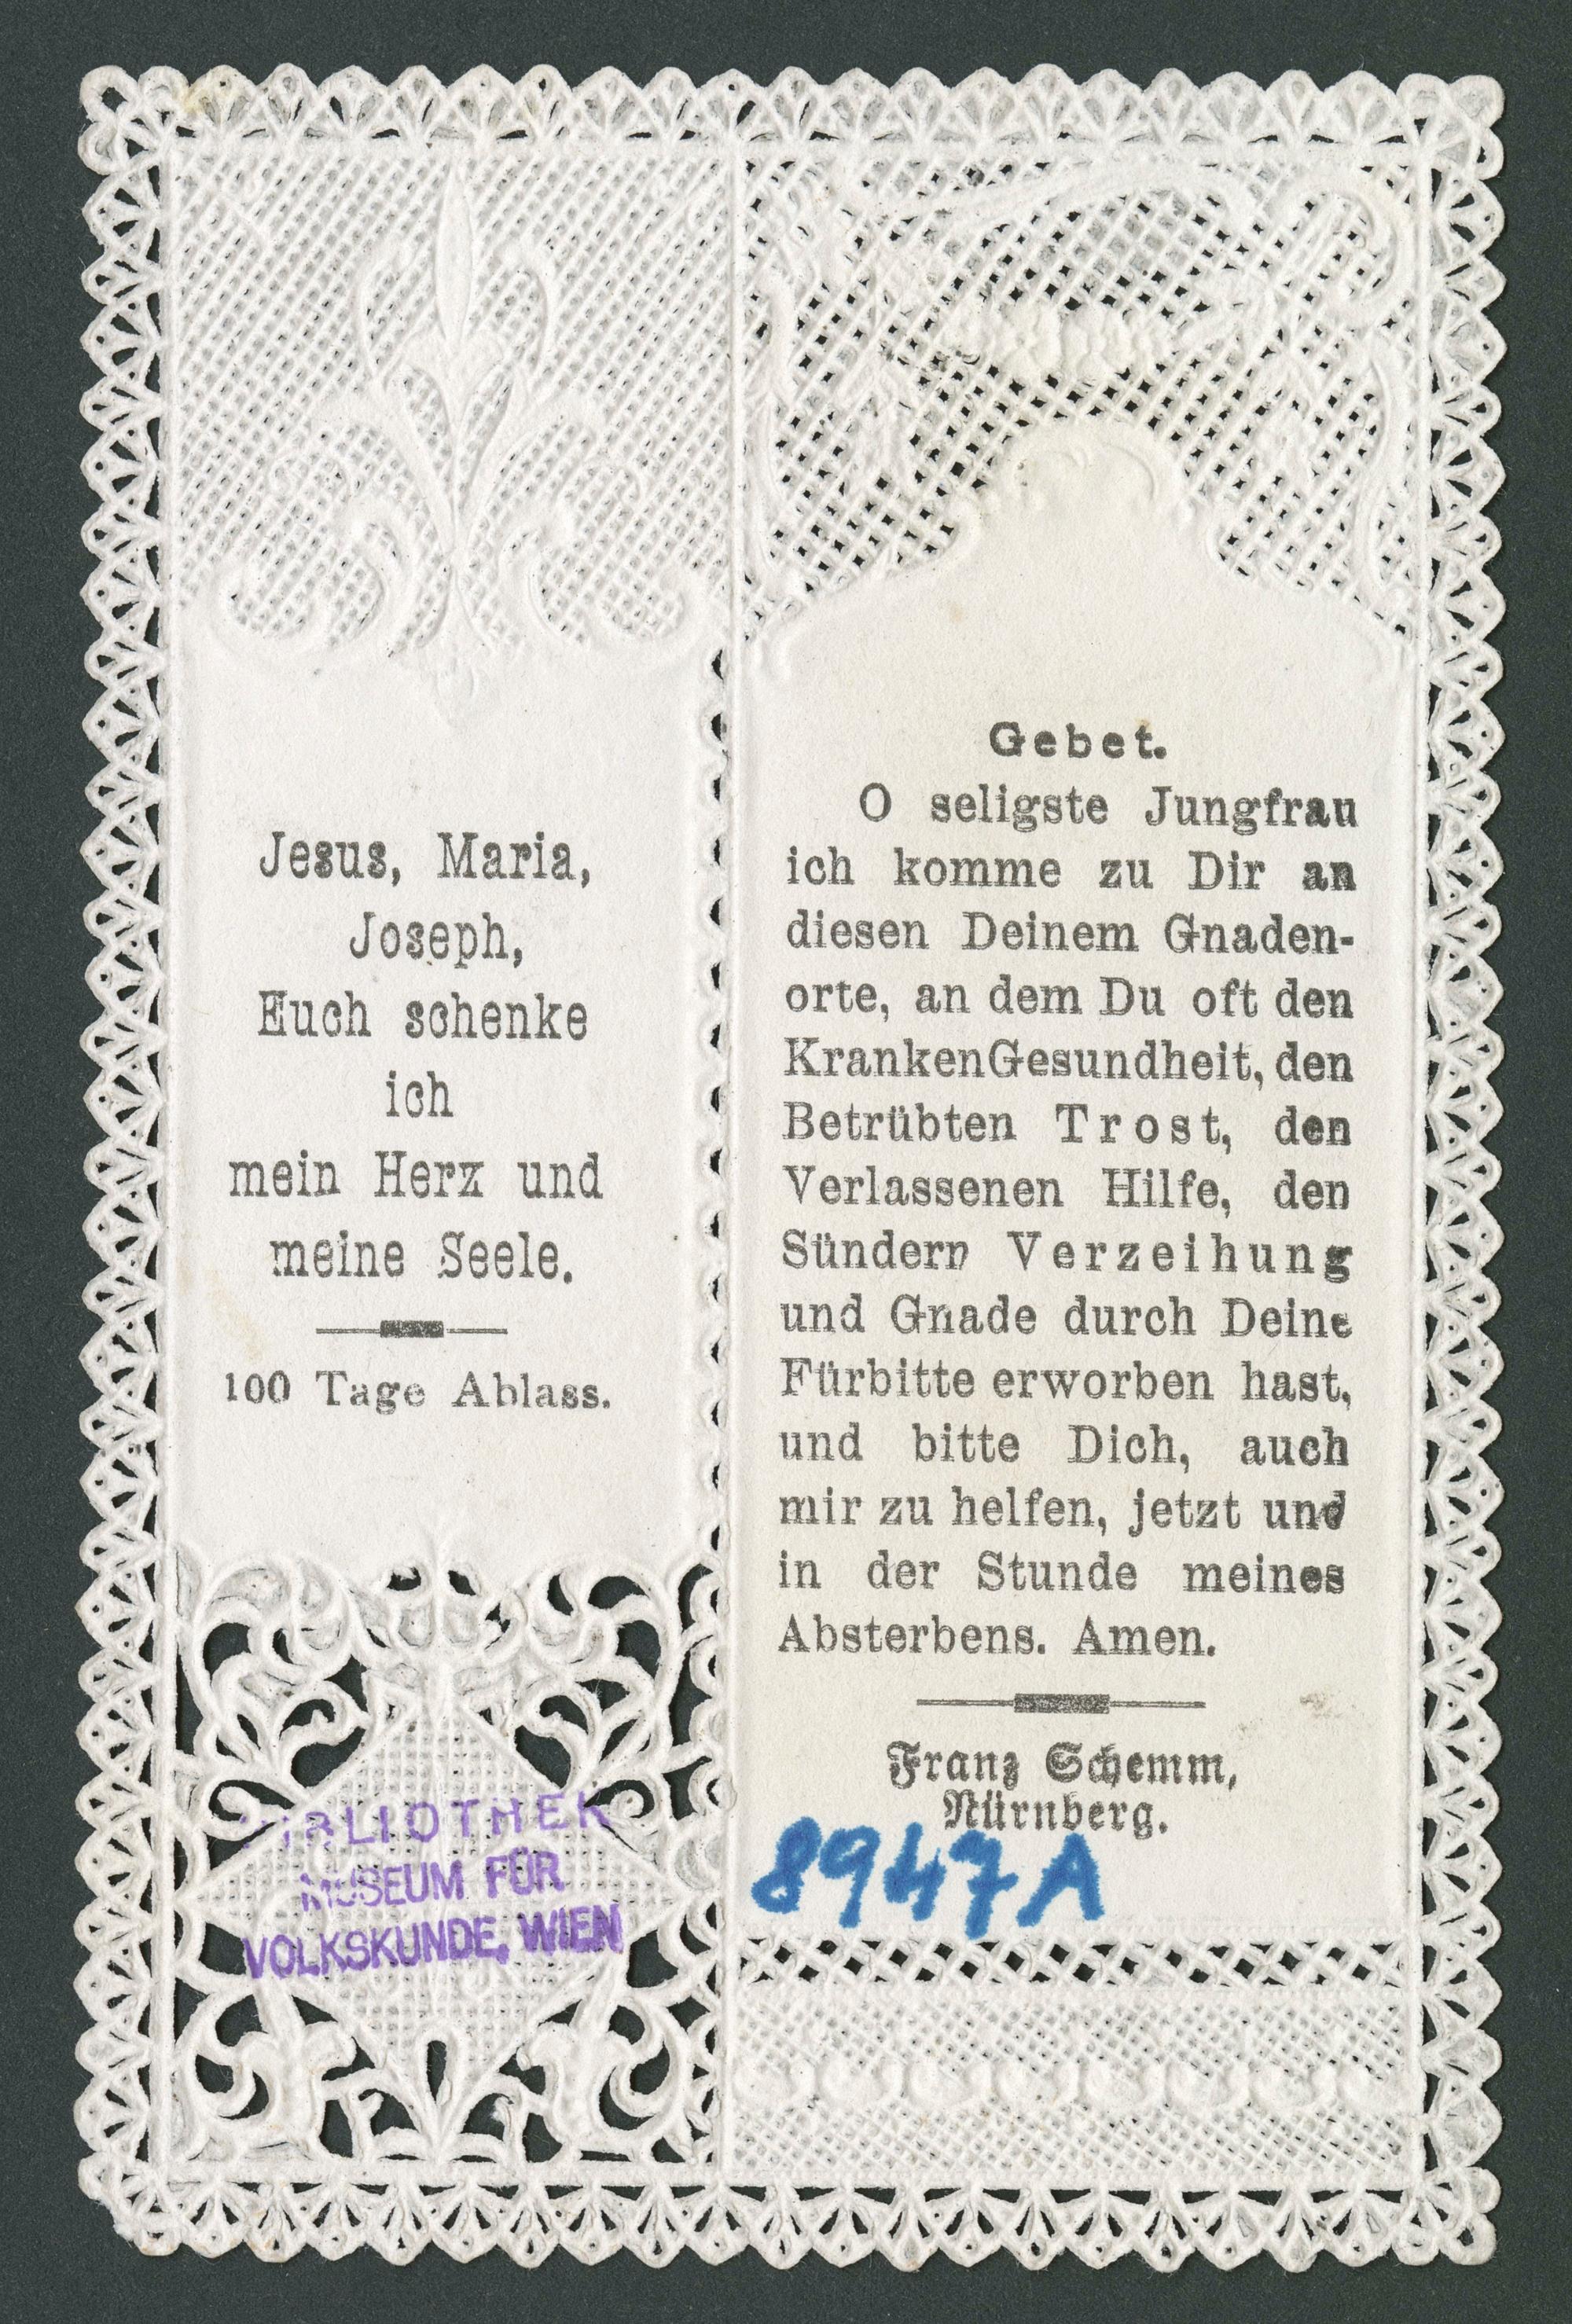 Jesus, Maria,
Joseph,
Euch schenke
ich
mein Herz und
meine Seele.
100 Tage Ablass.
BIBLIOTHEK
MUSEUM FÜR
VOLKSKUNDE, WIEN
Gebet.
O seligste Jungfrau
ich komme zu Dir an
diesen Deinem Gnaden-
orte, an dem Du oft den
Kranken Gesundheit, den
Betrübten Trost, den
Verlassenen Hilfe, den
Sündern Verzeihung
und Gnade durch Deine
Fürbitte erworben hast,
und bitte Dich, auch
mir zu helfen, jetzt und
in der Stunde meines
Absterbens. Amen.
Franz Schemm,
Nürnberg.
8947A